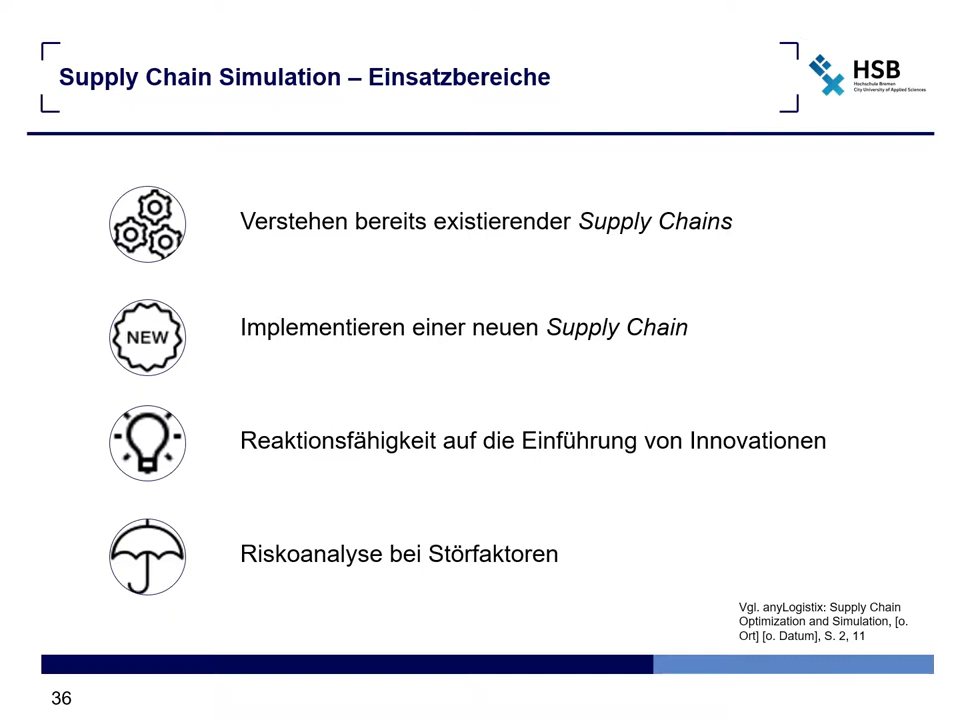 Supply Chain Simulation – Einsatzbereiche
HSB
Hochschule Bremen
City University of Applied Sciences
Verstehen bereits existierender Supply Chains
NEW
Implementieren einer neuen Supply Chain
Reaktionsfähigkeit auf die Einführung von Innovationen
Riskoanalyse bei Störfaktoren
Vgl. anyLogistix: Supply Chain
Optimization and Simulation, [o.
Ort] [o. Datum], S. 2, 11
36